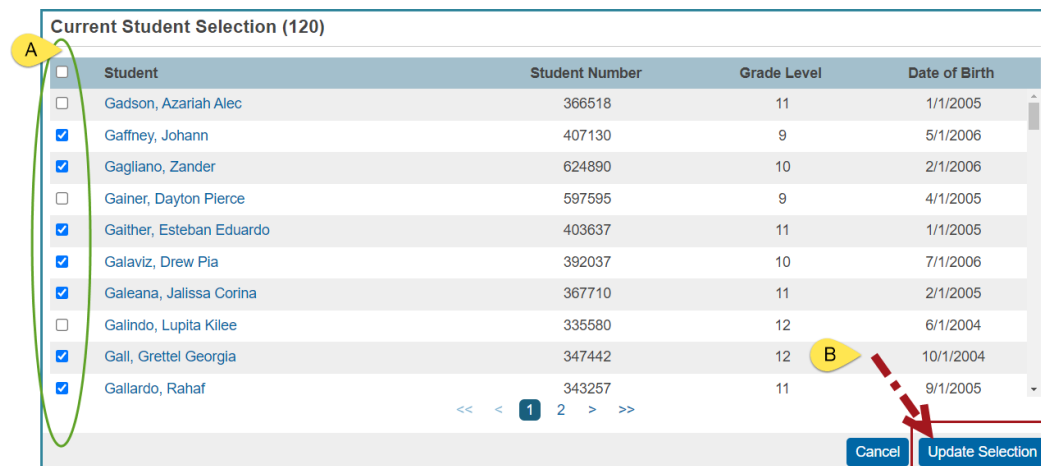 Current Student Selection (120)
A
Student Student Number Grade Level Date of Birth
Gadson, Azariah Alec 366518 11 1/1/2005
Gaffney, Johann 407130 9 5/1/2006
Gagliano, Zander 624890 10 2/1/2006
Gainer, Dayton Pierce 597595 9 4/1/2005
Gaither, Esteban Eduardo 403637 11 1/1/2005
Galaviz, Drew Pia 392037 10 7/1/2006
Galeana, Jalissa Corina 367710 11 2/1/2005
Galindo, Lupita Kilee 335580 12 6/1/2004
Gall, Grettel Georgia 347442 12 B 10/1/2004
Gallardo, Rahaf 343257 11 9/1/2005
<< < 1 2 > >>
Cancel Update Selection